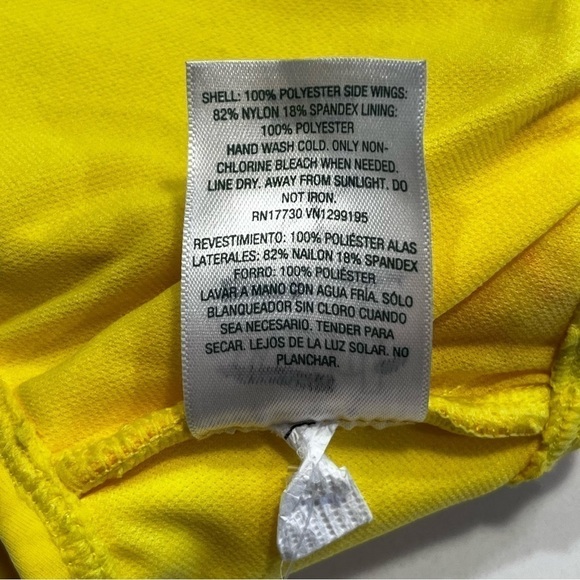 SHELL: 100% POLYESTER SIDE WINGS:
82% NYLON 18% SPANDEX LINING:
100% POLYESTER
HAND WASH COLD. ONLY NON-
CHLORINE BLEACH WHEN NEEDED.
LINE DRY. AWAY FROM SUNLIGHT. DO
NOT IRON.
RN17730 VN1299195
REVESTIMIENTO: 100% POLIÉSTER ALAS
LATERALES: 82% NAILON 18% SPANDEX
FORRO: 100% POLIÉSTER
LAVAR A MANO CON AGUA FRÍA. SÓLO
BLANQUEADOR SIN CLORO CUANDO
SEA NECESARIO. TENDER PARA
SECAR. LEJOS DE LA LUZ SOLAR. NO
PLANCHAR.